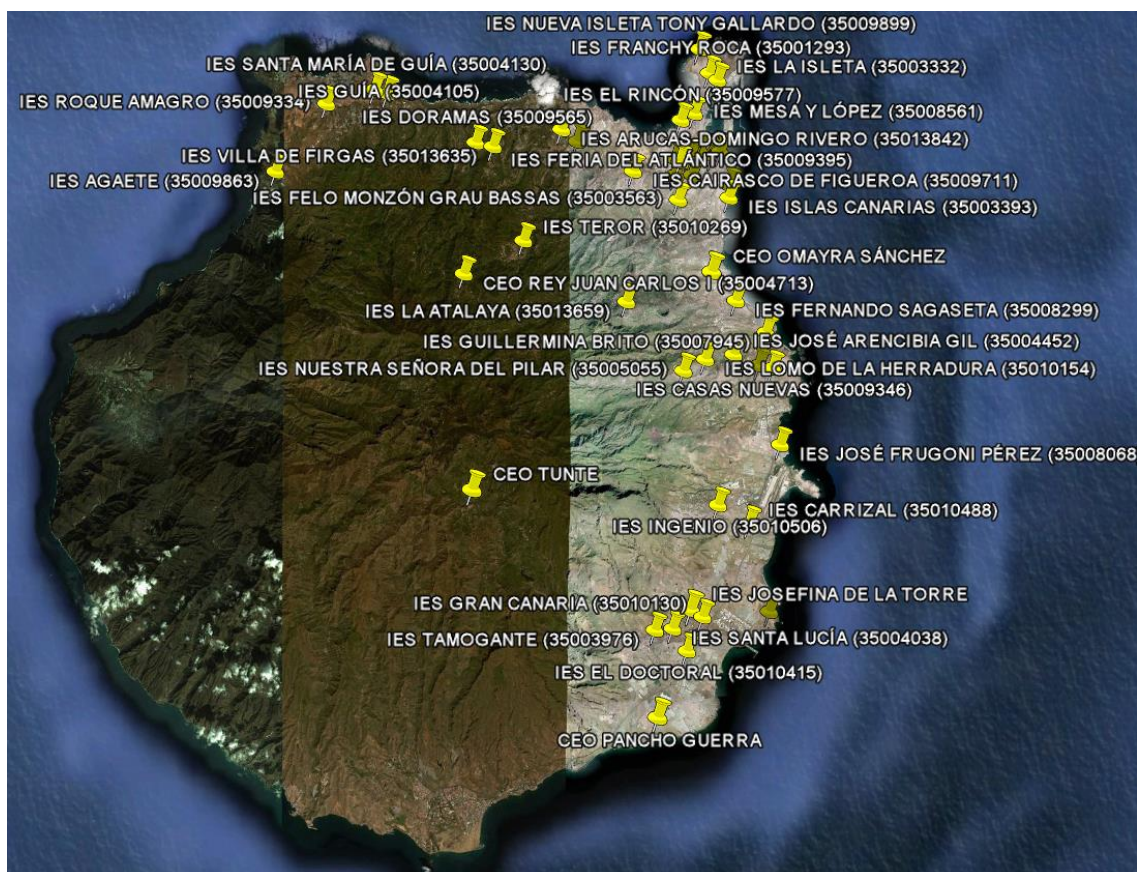 IES NUEVA ISLETA TONY GALLARDO (35009899)
IES FRANCHY ROCA (35001293)
IES SANTA MARÍA DE GUÍA (35004130)
IES LA ISLETA (35003332)
IES GUÍA (35004105)
IES EL RINCÓN (35009577)
IES ROQUE AMAGRO (35009334)
IES DORAMAS (35009565)
IES MESA Y LÓPEZ (35008561)
IES ARUCAS-DOMINGO RIVERO (35013842)
IES VILLA DE FIRGAS (35013635)
IES FERIA DEL ATLÁNTICO (35009395)
IES AGAETE (35009863)
IES CAIRASCO DE FIGUEROA (35009711)
IES FELO MONZÓN GRAU BASSAS (35003563)
IES ISLAS CANARIAS (35003393)
IES TEROR (35010269)
CEO OMAYRA SÁNCHEZ
CEO REY JUAN CARLOS I (35004713)
IES LA ATALAYA (35013659)
IES FERNANDO SAGASETA (35008299)
IES GUILLERMINA BRITO (35007945)
IES JOSÉ ARENCIBIA GIL (35004452)
IES NUESTRA SEÑORA DEL PILAR (35005055)
IES LOMO DE LA HERRADURA (35010154)
IES CASAS NUEVAS (35009346)
IES JOSÉ FRUGONI PÉREZ (35008068)
CEO TUNTE
IES CARRIZAL (35010488)
IES INGENIO (35010506)
IES JOSEFINA DE LA TORRE
IES GRAN CANARIA (35010130)
IES TAMOGANTE (35003976)
IES SANTA LUCÍA (35004038)
IES EL DOCTORAL (35010415)
CEO PANCHO GUERRA